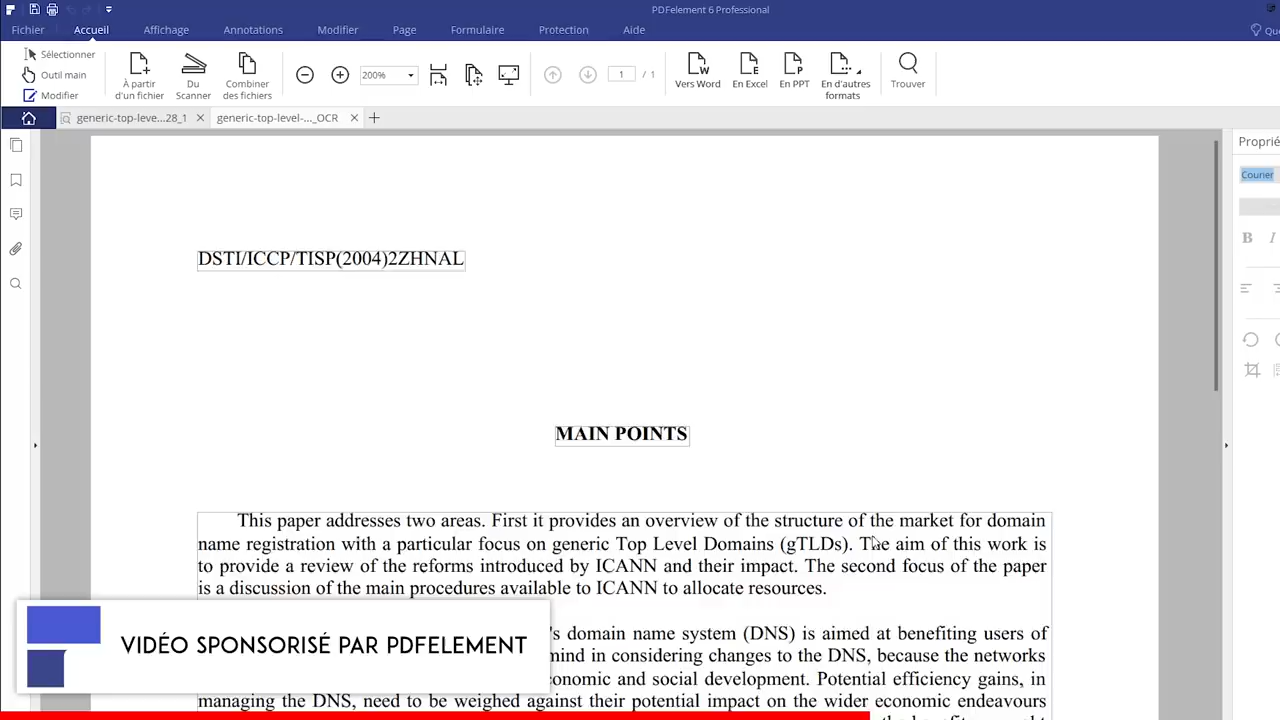 PDFelement 6 Professional
Fichier Accueil Affichage Annotations Modifier Page Formulaire Protection Aide
Sélectionner
Outil main
Modifier
À partir d'un fichier
Du Scanner
Combiner des fichiers
200%
1 / 1
Vers Word
En Excel
En PPT
En d'autres formats
Trouver
generic-top-leve...28_1
generic-top-level-..._OCR
Proprié
Courier
B I
DSTI/ICCP/TISP(2004)2ZHNAL
MAIN POINTS
This paper addresses two areas. First it provides an overview of the structure of the market for domain
name registration with a particular focus on generic Top Level Domains (gTLDs). The aim of this work is
to provide a review of the reforms introduced by ICANN and their impact. The second focus of the paper
is a discussion of the main procedures available to ICANN to allocate resources.
's domain name system (DNS) is aimed at benefiting users of
mind in considering changes to the DNS, because the networks
onomic and social development. Potential efficiency gains, in
managing the DNS, need to be weighed against their potential impact on the wider economic endeavours
VIDÉO SPONSORISÉ PAR PDFELEMENT